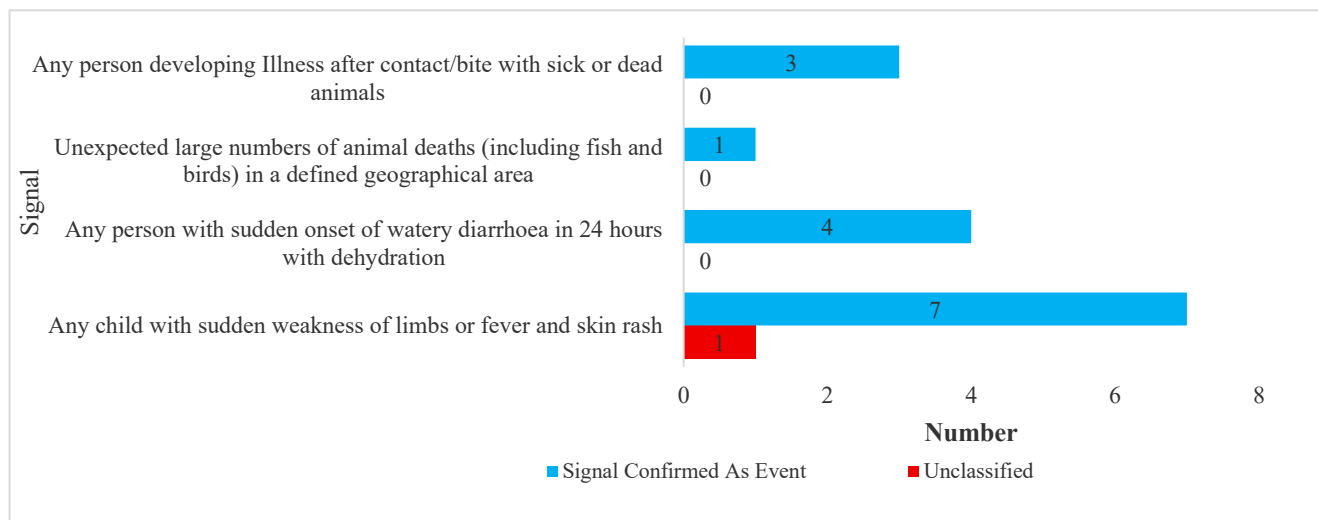 Any person developing Illness after contact/bite with sick or dead
animals
3
0
Unexpected large numbers of animal deaths (including fish and
birds) in a defined geographical area
1
0
Signal
Any person with sudden onset of watery diarrhoea in 24 hours
with dehydration
4
0
Any child with sudden weakness of limbs or fever and skin rash
7
1
0 2 4 6 8
Number
Signal Confirmed As Event Unclassified